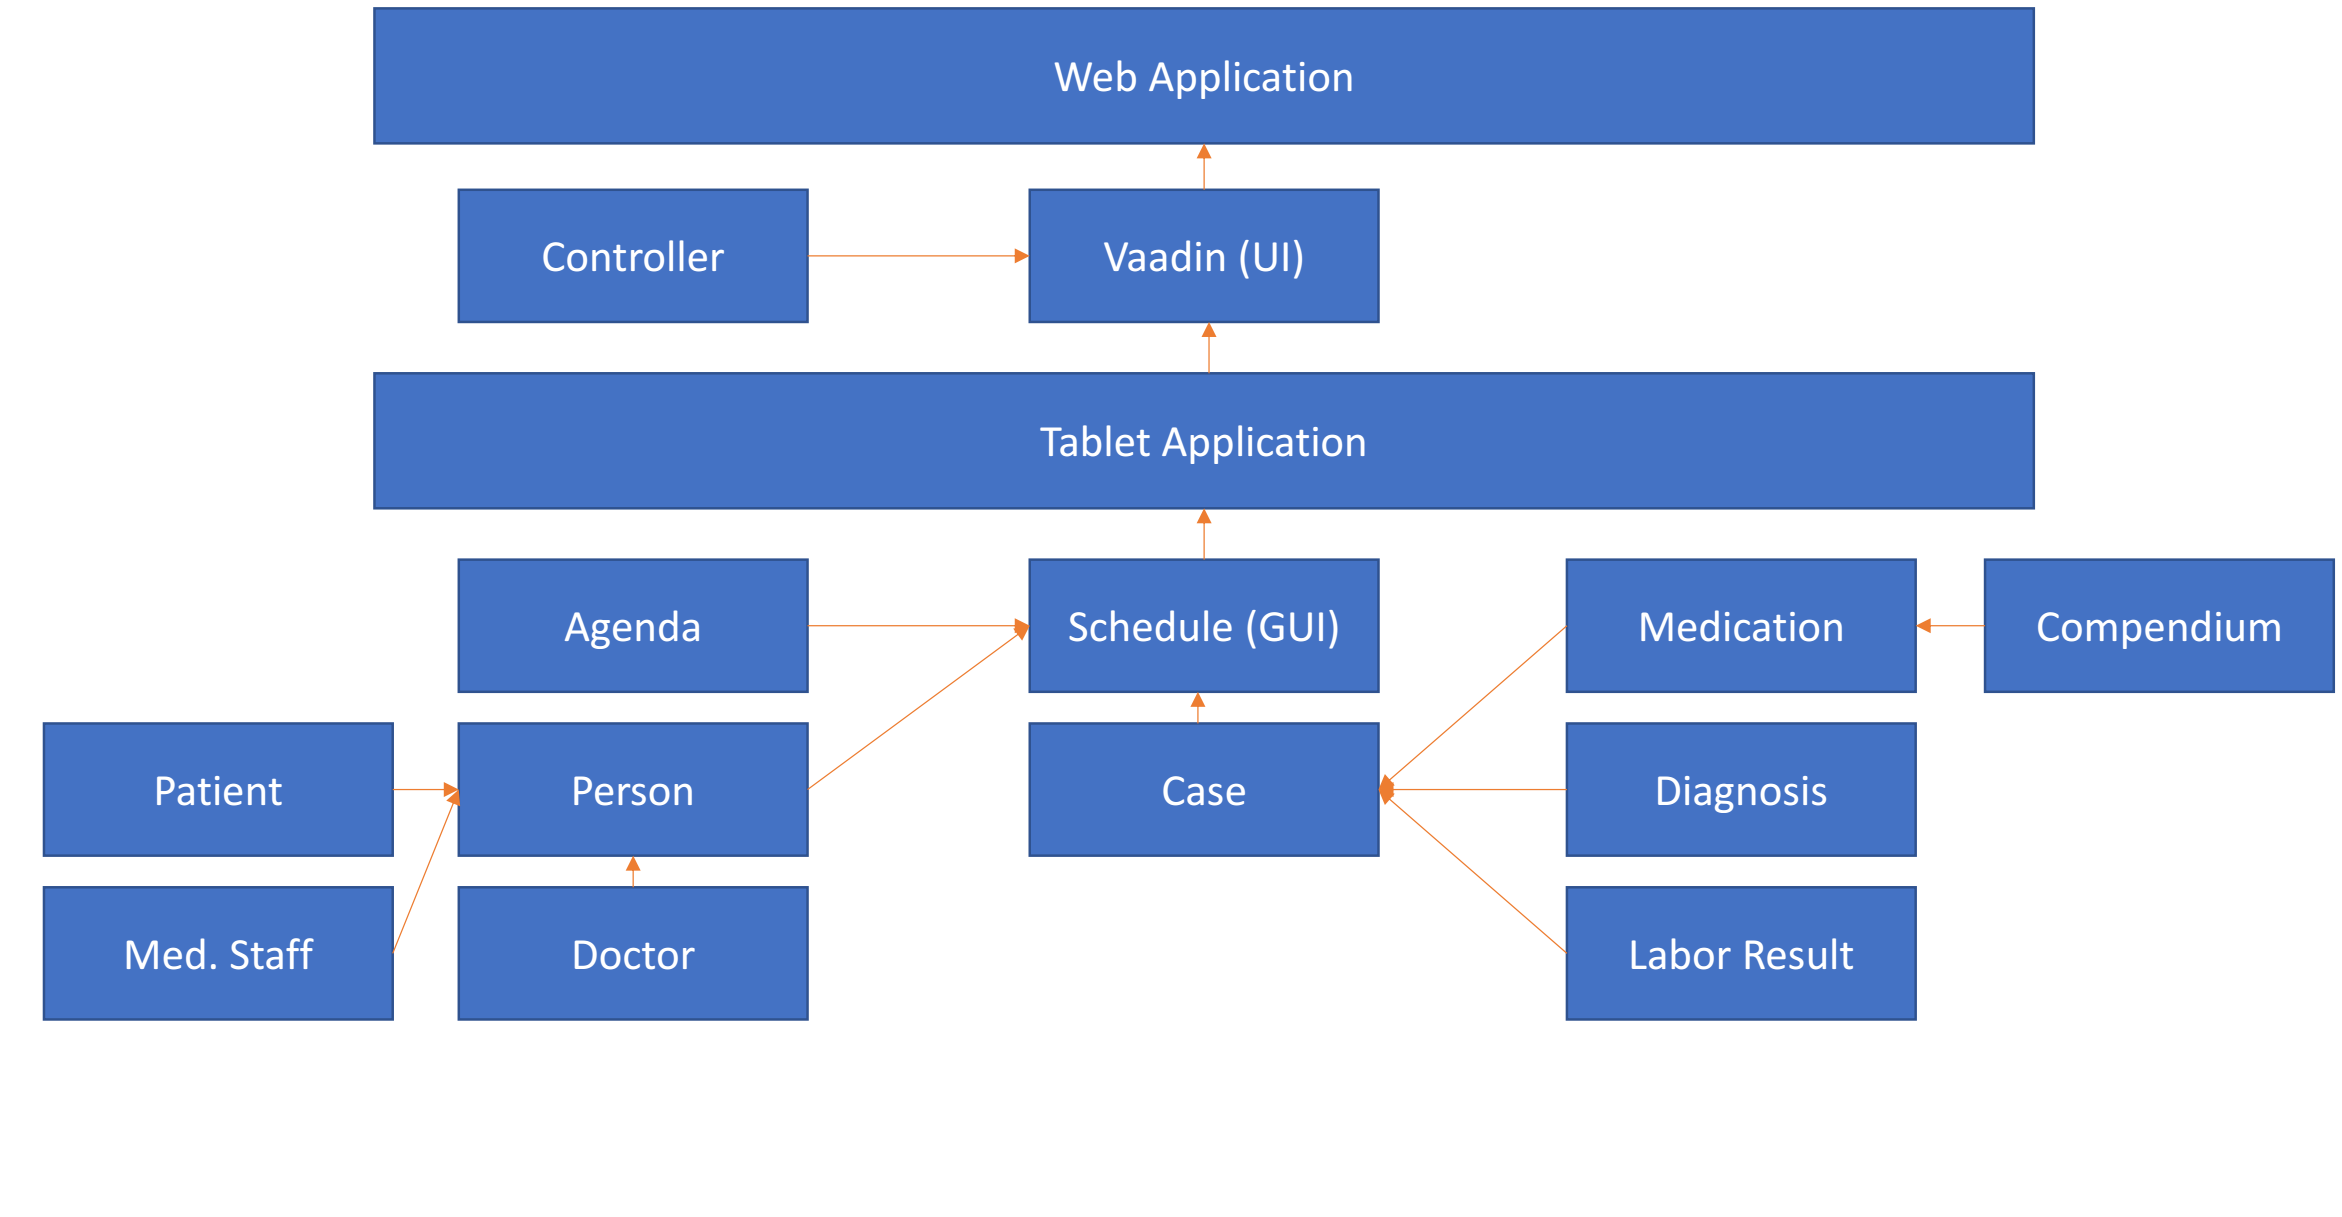 Web Application
Controller
Vaadin (UI)
Tablet Application
Agenda
Schedule (GUI)
Medication
Compendium
Patient
Person
Case
Diagnosis
Med. Staff
Doctor
Labor Result